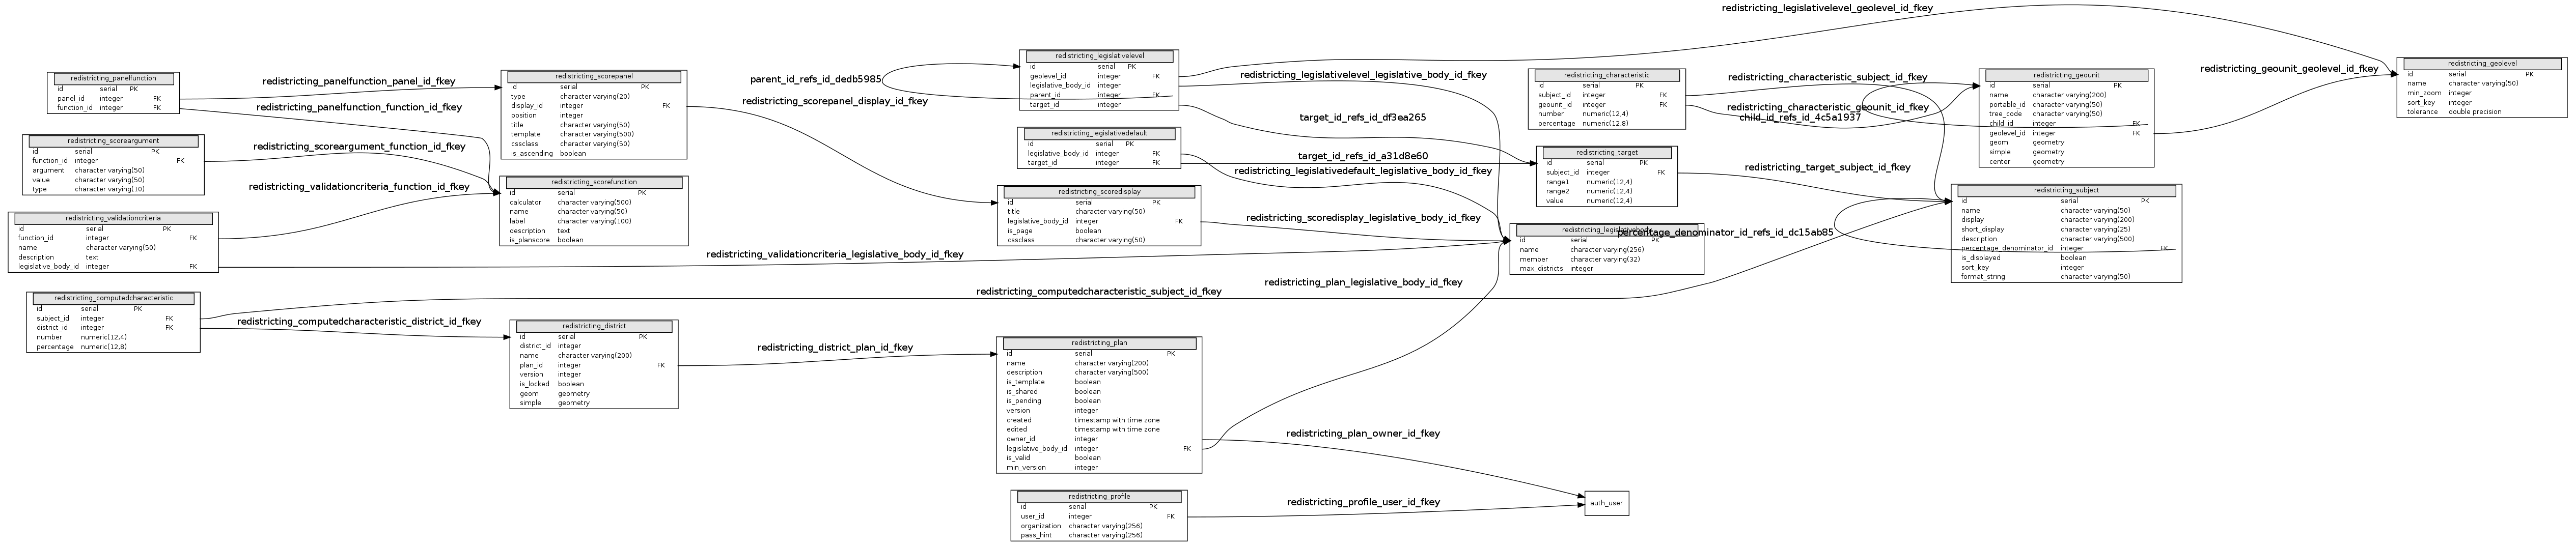 redistricting_panelfunction
id serial PK
panel_id integer FK
function_id integer FK
redistricting_scoreargument
id serial PK
function_id integer FK
argument character varying(50)
value character varying(50)
type character varying(10)
redistricting_validationcriteria
id serial PK
function_id integer FK
name character varying(50)
description text
legislative_body_id integer FK
redistricting_computedcharacteristic
id serial PK
subject_id integer FK
district_id integer FK
number numeric(12,4)
percentage numeric(12,8)
redistricting_panelfunction_panel_id_fkey
redistricting_panelfunction_function_id_fkey
redistricting_scoreargument_function_id_fkey
redistricting_validationcriteria_function_id_fkey
redistricting_validationcriteria_legislative_body_id_fkey
redistricting_computedcharacteristic_subject_id_fkey
redistricting_computedcharacteristic_district_id_fkey
redistricting_scorepanel
id serial PK
type character varying(20)
display_id integer FK
position integer
title character varying(50)
template character varying(500)
cssclass character varying(50)
is_ascending boolean
redistricting_scorefunction
id serial PK
calculator character varying(500)
name character varying(50)
label character varying(100)
description text
is_planscore boolean
redistricting_district
id serial PK
district_id integer
name character varying(200)
plan_id integer FK
version integer
is_locked boolean
geom geometry
simple geometry
parent_id_refs_id_dedb5985
redistricting_scorepanel_display_id_fkey
redistricting_district_plan_id_fkey
redistricting_legislativelevel
id serial PK
geolevel_id integer FK
legislative_body_id integer FK
parent_id integer FK
target_id integer
redistricting_legislativedefault
id serial PK
legislative_body_id integer FK
target_id integer FK
redistricting_scoredisplay
id serial PK
title character varying(50)
legislative_body_id integer FK
is_page boolean
cssclass character varying(50)
redistricting_plan
id serial PK
name character varying(200)
description character varying(500)
is_template boolean
is_shared boolean
is_pending boolean
version integer
created timestamp with time zone
edited timestamp with time zone
owner_id integer
legislative_body_id integer FK
is_valid boolean
min_version integer
redistricting_profile
id serial PK
user_id integer FK
organization character varying(256)
pass_hint character varying(256)
redistricting_legislativelevel_geolevel_id_fkey
redistricting_legislativelevel_legislative_body_id_fkey
target_id_refs_id_df3ea265
target_id_refs_id_a31d8e60
redistricting_legislativedefault_legislative_body_id_fkey
redistricting_scoredisplay_legislative_body_id_fkey
redistricting_plan_legislative_body_id_fkey
redistricting_plan_owner_id_fkey
redistricting_profile_user_id_fkey
redistricting_characteristic
id serial PK
subject_id integer FK
geounit_id integer FK
number numeric(12,4)
percentage numeric(12,8)
redistricting_target
id serial PK
subject_id integer FK
range1 numeric(12,4)
range2 numeric(12,4)
value numeric(12,4)
redistricting_legislativebody
id serial PK
name character varying(256)
member character varying(32)
max_districts integer
auth_user
redistricting_characteristic_subject_id_fkey
redistricting_characteristic_geounit_id_fkey
child_id_refs_id_4c5a1937
redistricting_target_subject_id_fkey
percentage_denominator_id_refs_id_dc15ab85
redistricting_geounit
id serial PK
name character varying(200)
portable_id character varying(50)
tree_code character varying(50)
child_id integer FK
geolevel_id integer FK
geom geometry
simple geometry
center geometry
redistricting_subject
id serial PK
name character varying(50)
display character varying(200)
short_display character varying(25)
description character varying(500)
percentage_denominator_id integer FK
is_displayed boolean
sort_key integer
format_string character varying(50)
redistricting_geounit_geolevel_id_fkey
redistricting_geolevel
id serial PK
name character varying(50)
min_zoom integer
sort_key integer
tolerance double precision